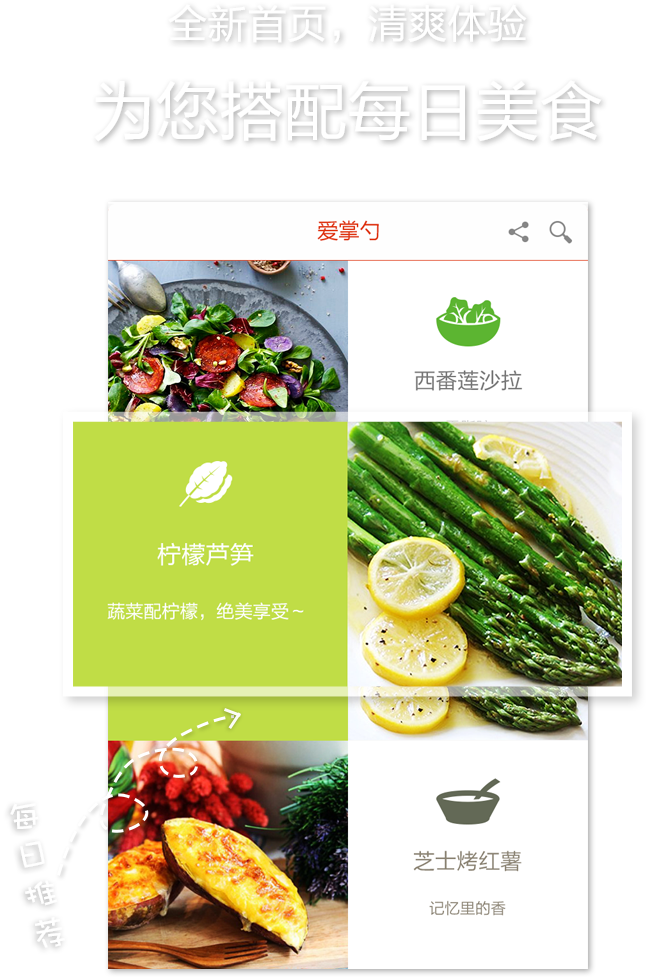 全新首页，清爽体验
为您搭配每日美食
爱掌勺
西番莲沙拉
柠檬芦笋
蔬菜配柠檬，绝美享受~
芝士烤红薯
记忆里的香
每日推荐